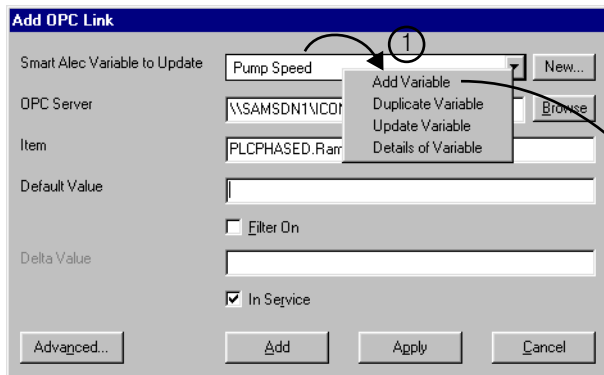 Add OPC Link
1
Smart Alec Variable to Update
Pump Speed
New...
Add Variable
Duplicate Variable
Update Variable
Details of Variable
OPC Server
\\SAMSDN1\ICON
Browse
Item
PLCPHASED.Ram
Default Value
Filter On
Delta Value
In Service
Advanced...
Add
Apply
Cancel